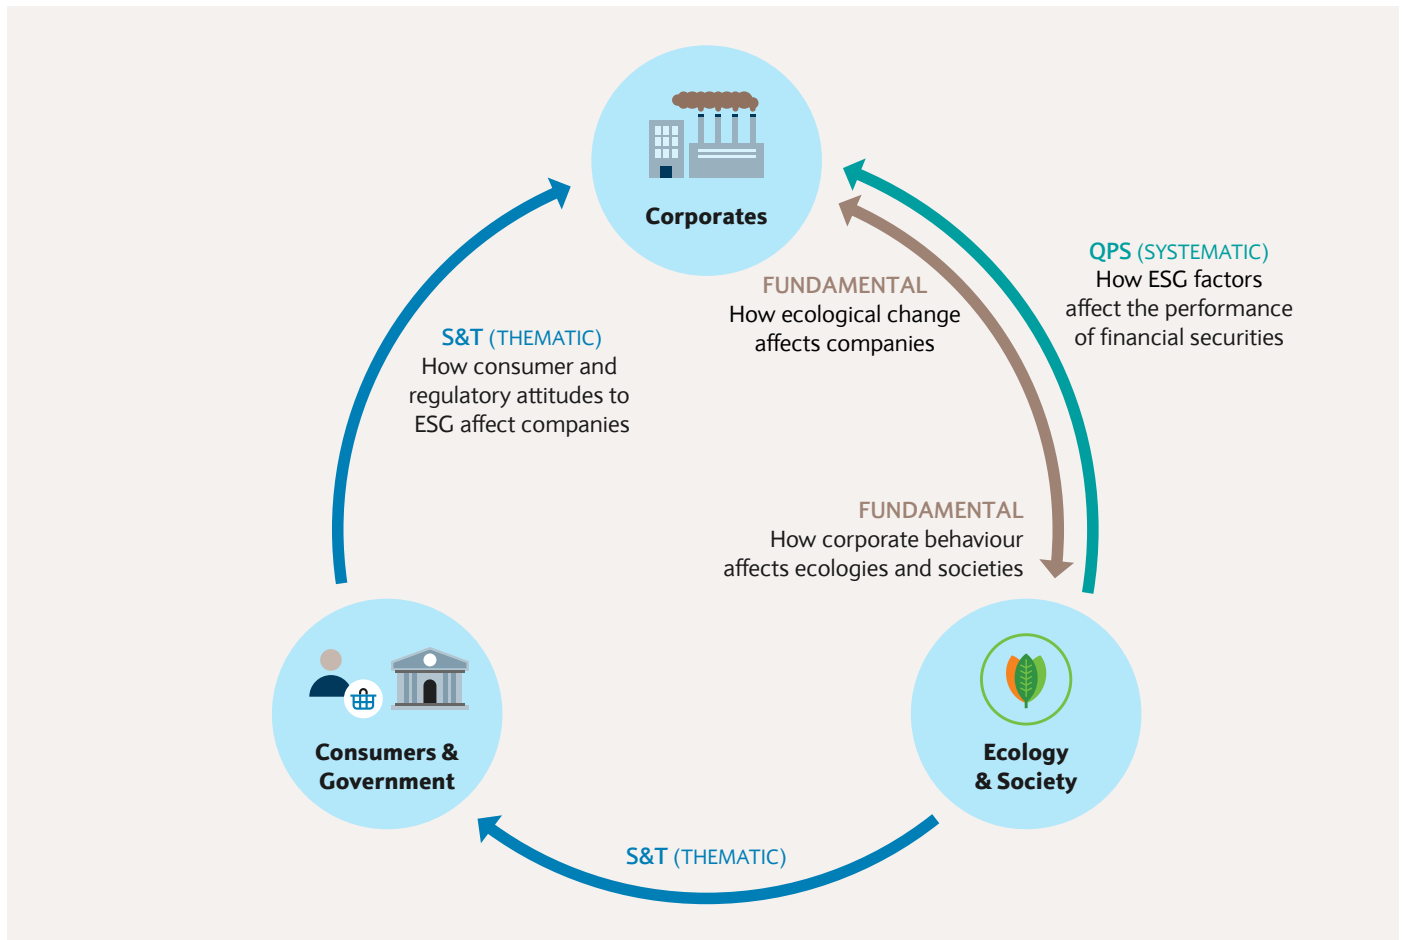 Corporates
QPS (SYSTEMATIC)
How ESG factors
affect the performance
of financial securities
FUNDAMENTAL
How ecological change
affects companies
S&T (THEMATIC)
How consumer and
regulatory attitudes to
ESG affect companies
FUNDAMENTAL
How corporate behaviour
affects ecologies and societies
Consumers &
Government
Ecology
& Society
S&T (THEMATIC)